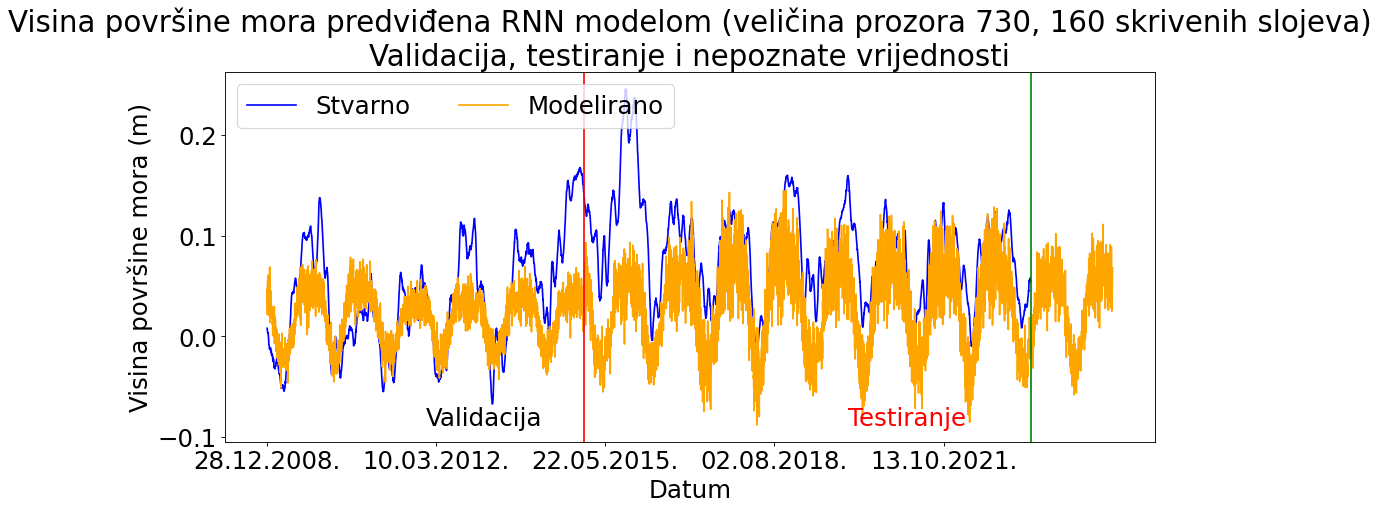 Visina površine mora predviđena RNN modelom (veličina prozora 730, 160 skrivenih slojeva)
Validacija, testiranje i nepoznate vrijednosti
Stvarno
Modelirano
Visina površine mora (m)
0.2
0.1
0.0
−0.1
Validacija
Testiranje
28.12.2008.
10.03.2012.
22.05.2015.
02.08.2018.
13.10.2021.
Datum